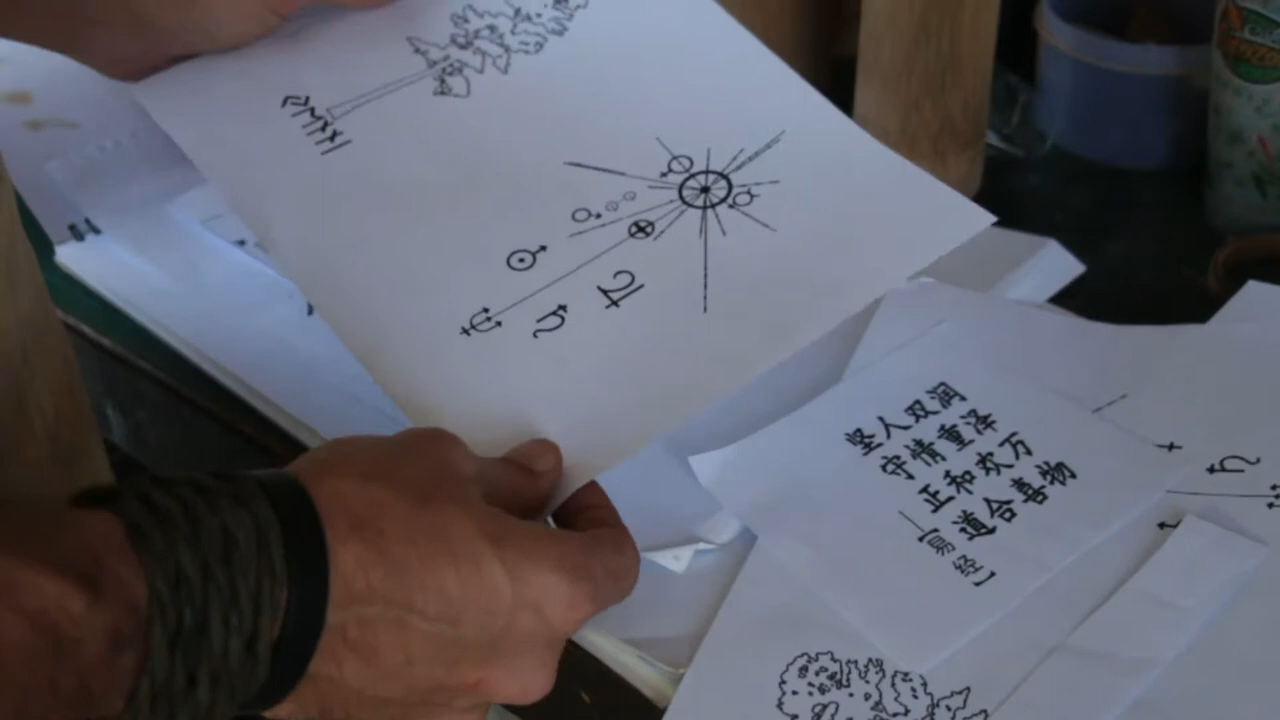 润泽万物
双重欢喜
人情和合
坚守正道
—【易经】